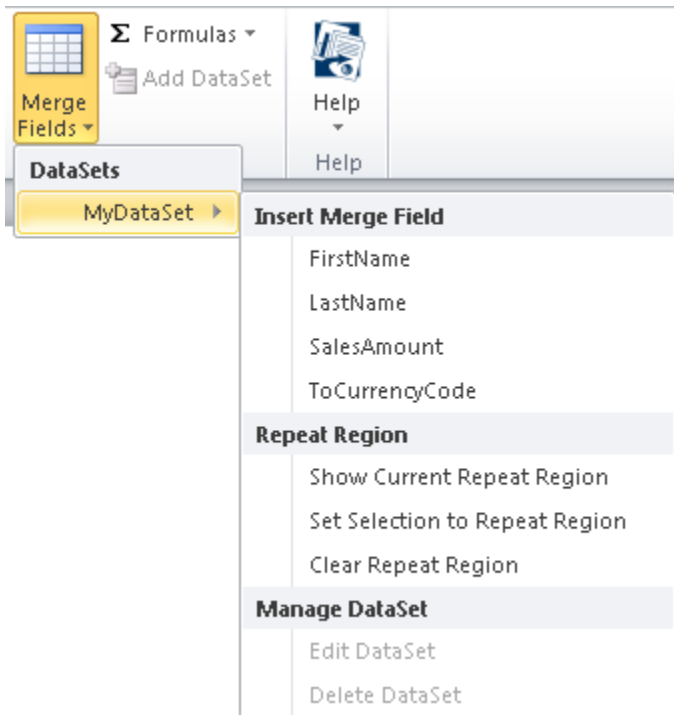 Σ Formulas
Add DataSet
Merge
Fields
Help
Help
DataSets
MyDataSet
Insert Merge Field
FirstName
LastName
SalesAmount
ToCurrencyCode
Repeat Region
Show Current Repeat Region
Set Selection to Repeat Region
Clear Repeat Region
Manage DataSet
Edit DataSet
Delete DataSet